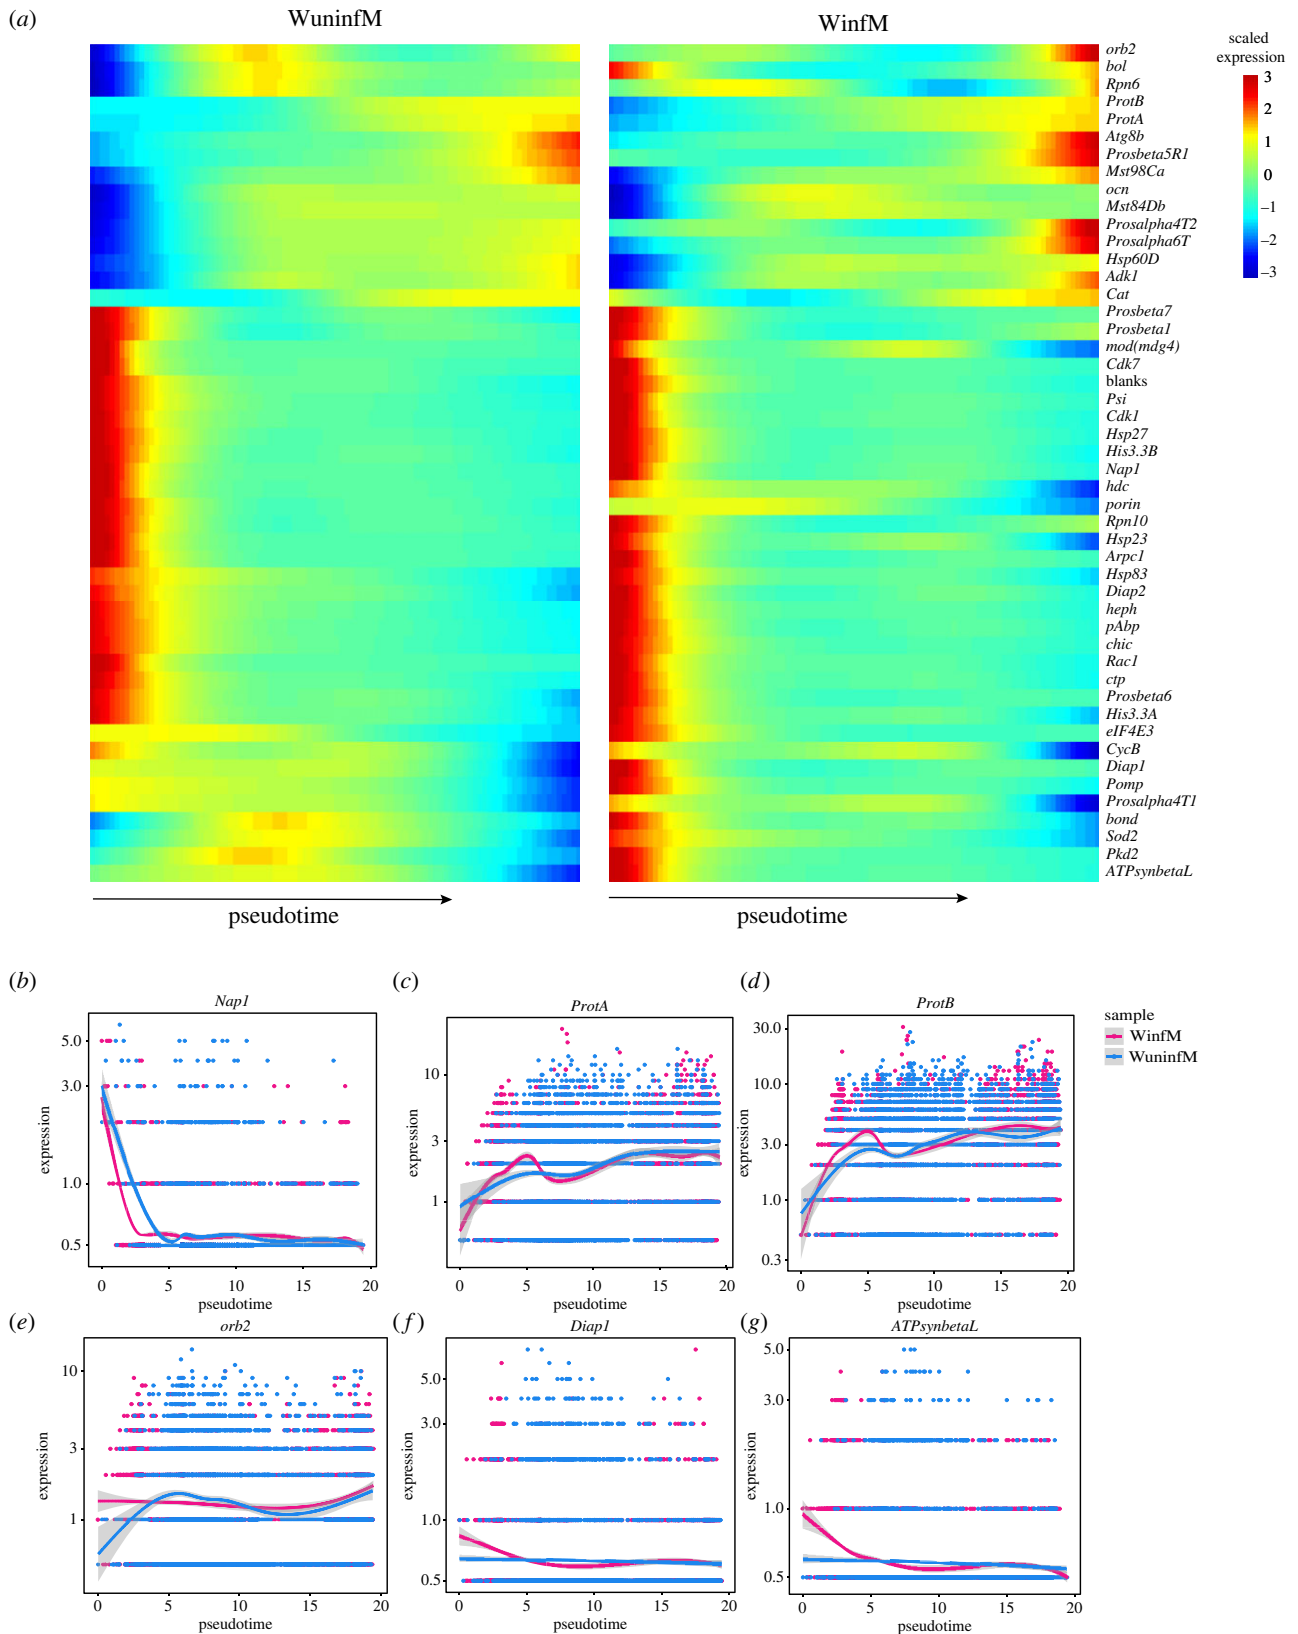 (a)
WuninfM
WinfM
scaled
expression
3
2
1
0
−1
−2
−3
orb2
bol
Rpn6
ProtB
ProtA
Atg8b
Prosbeta5R1
Mst98Ca
ocn
Mst84Db
Prosalpha4T2
Prosalpha6T
Hsp60D
Adk1
Cat
Prosbeta7
Prosbeta1
mod(mdg4)
Cdk7
blanks
Psi
Cdk1
Hsp27
His3.3B
Nap1
hdc
porin
Rpn10
Hsp23
Arpc1
Hsp83
Diap2
heph
pAbp
chic
Rac1
ctp
Prosbeta6
His3.3A
eIF4E3
CycB
Diap1
Pomp
Prosalpha4T1
bond
Sod2
Pkd2
ATPsynbetaL
pseudotime
pseudotime
(b)
Nap1
expression
5.0
3.0
1.0
0.5
0 5 10 15 20
pseudotime
(c)
ProtA
expression
10
3
1
0 5 10 15 20
pseudotime
(d)
ProtB
expression
30.0
10.0
3.0
1.0
0.3
0 5 10 15 20
pseudotime
sample
WinfM
WuninfM
(e)
orb2
expression
10
3
1
0 5 10 15 20
pseudotime
(f)
Diap1
expression
5.0
3.0
1.0
0.5
0 5 10 15 20
pseudotime
(g)
ATPsynbetaL
expression
5.0
3.0
1.0
0.5
0 5 10 15 20
pseudotime